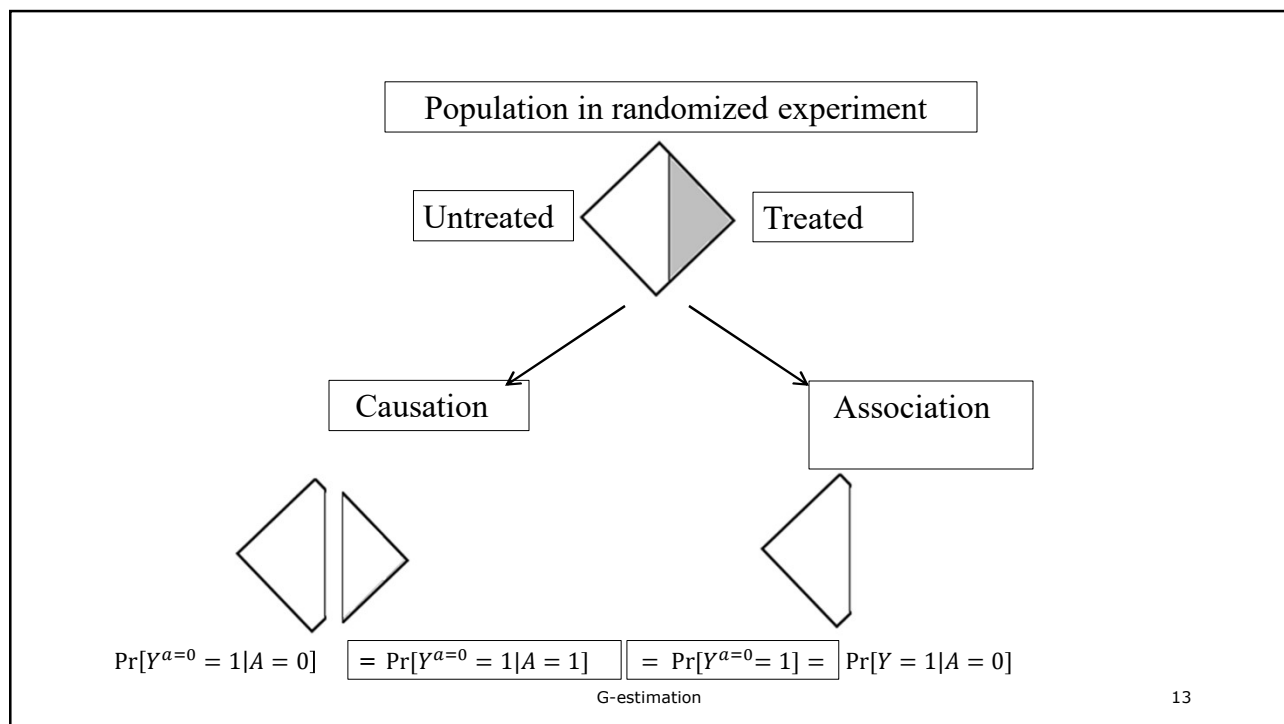 Population in randomized experiment
Untreated
Treated
Causation
Association
Pr[Y^{a=0} = 1|A = 0] = Pr[Y^{a=0} = 1|A = 1] = Pr[Y^{a=0} = 1] = Pr[Y = 1|A = 0]
G-estimation
13